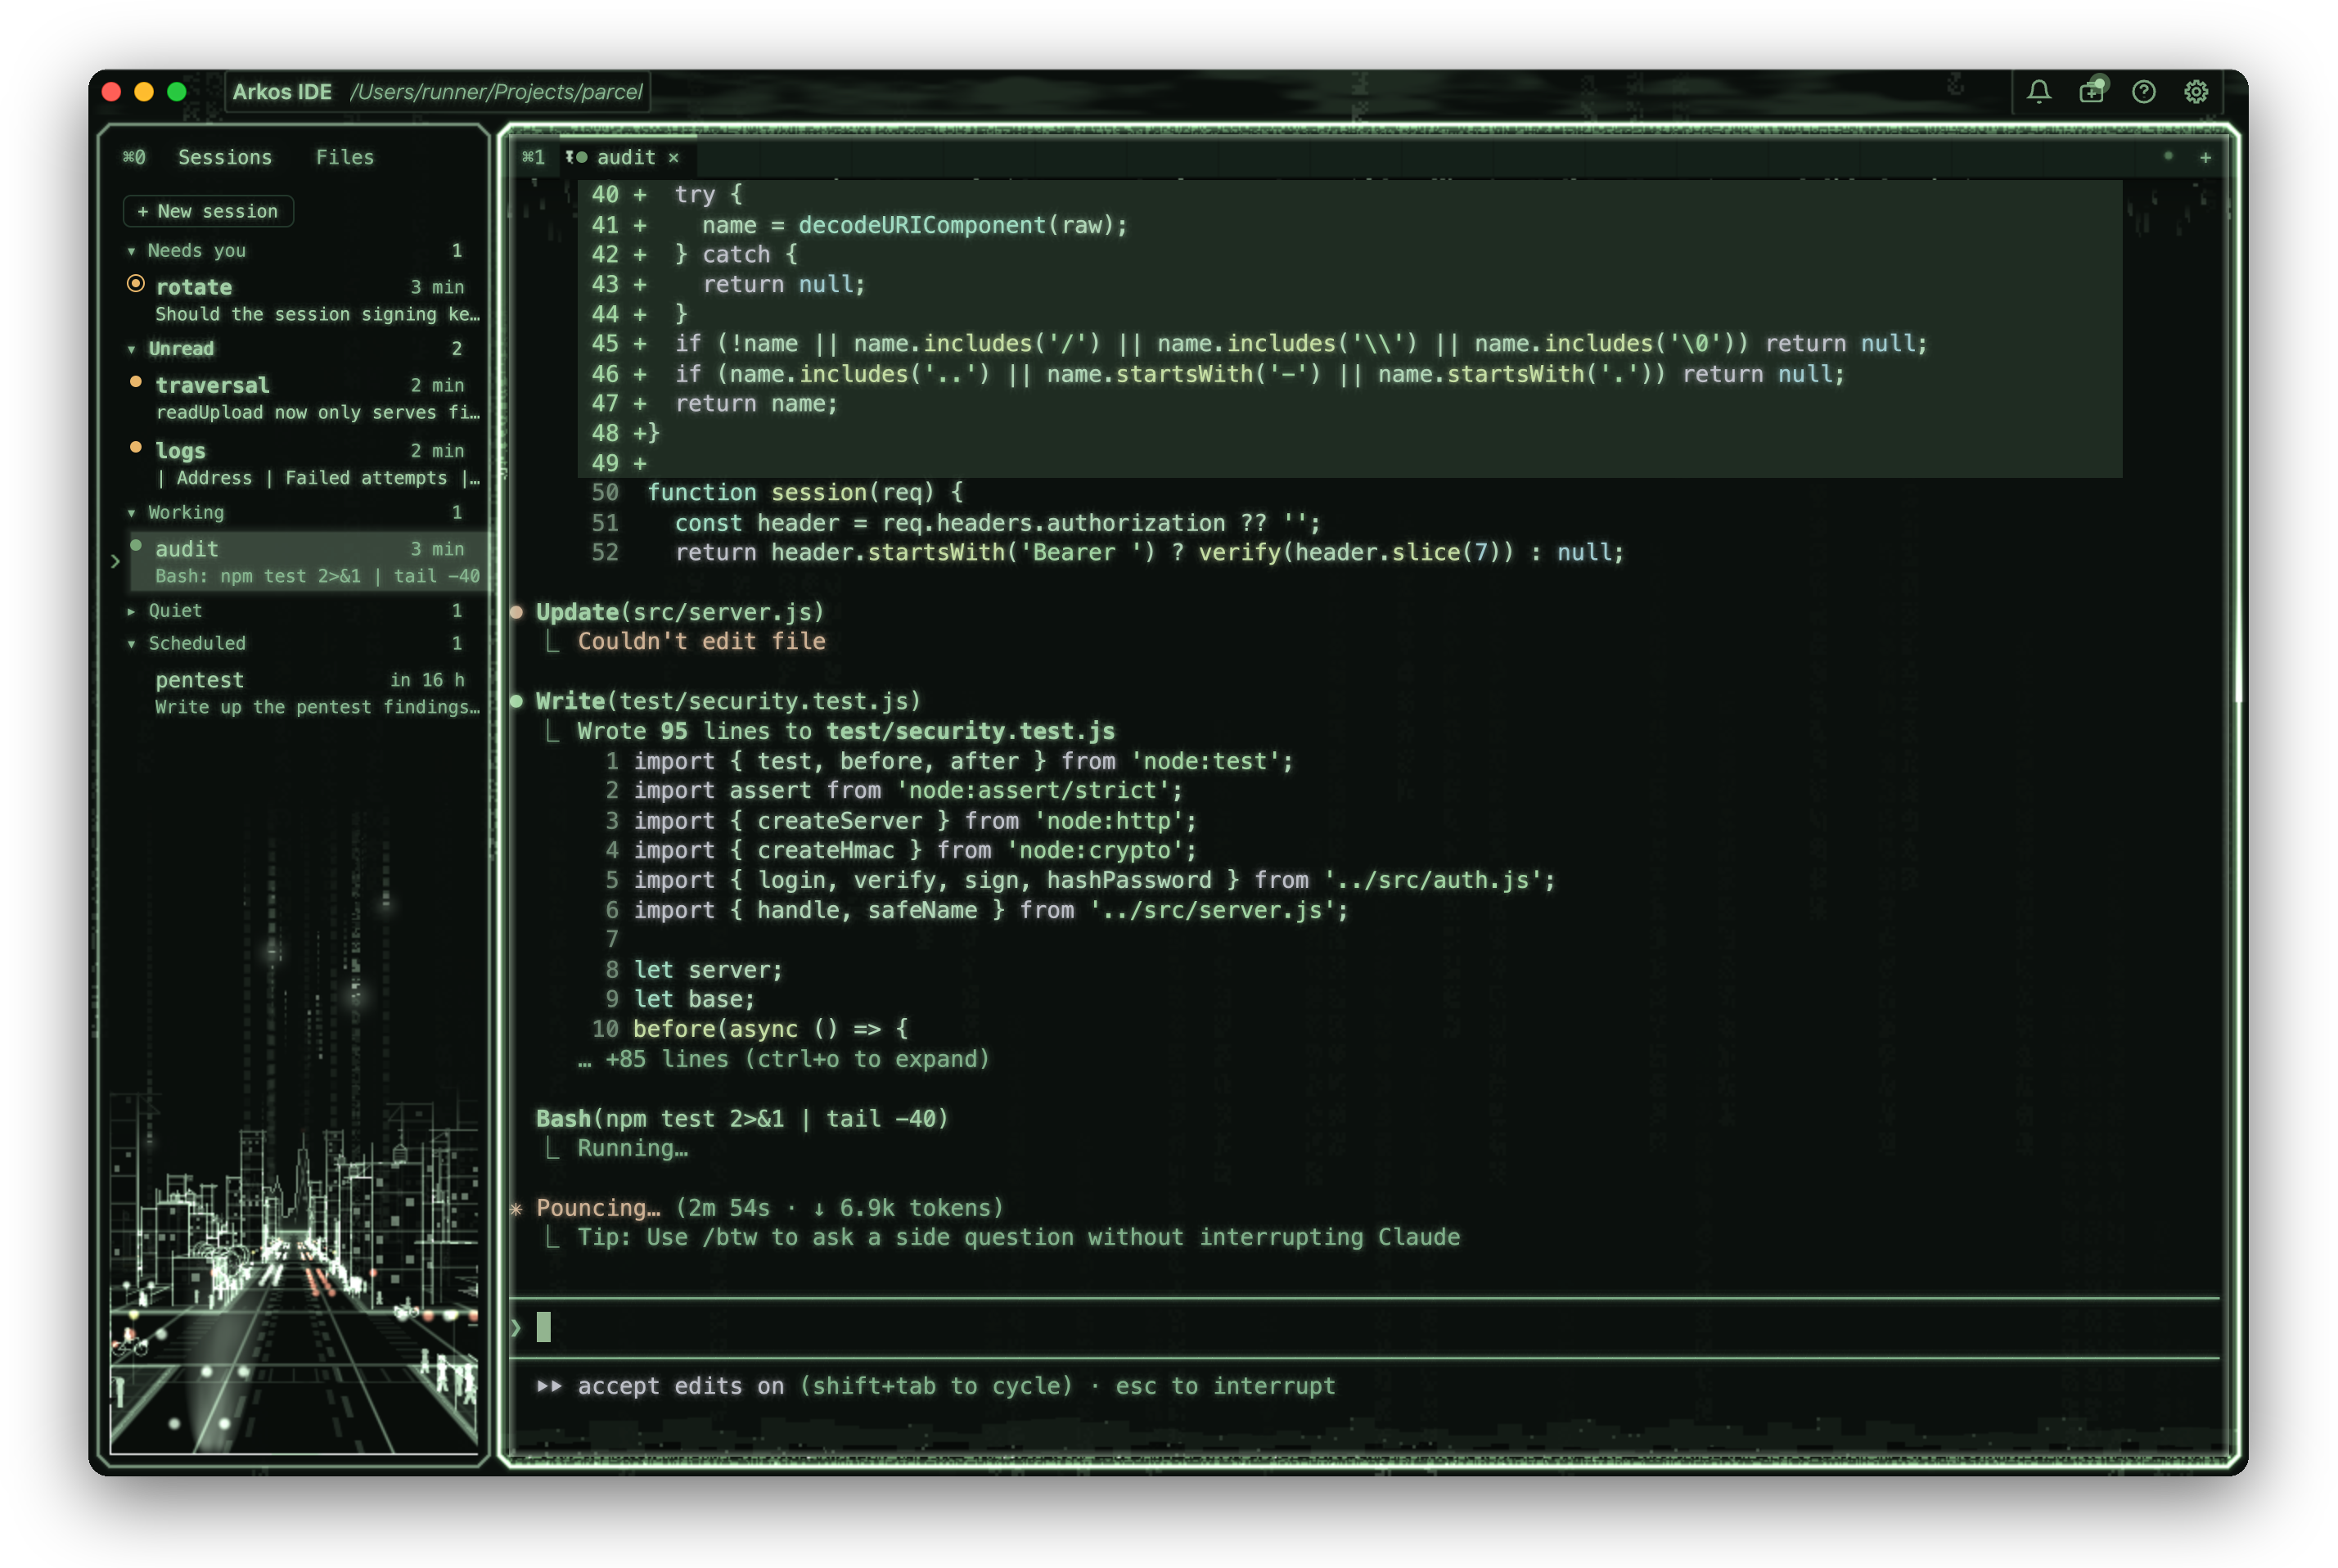 Arkos IDE /Users/runner/Projects/parcel
⌘0 Sessions Files
+ New session
▾ Needs you 1
rotate 3 min
Should the session signing ke…
▾ Unread 2
traversal 2 min
readUpload now only serves fi…
logs 2 min
| Address | Failed attempts |…
▾ Working 1
❯ audit 3 min
Bash: npm test 2>&1 | tail -40
▸ Quiet 1
▾ Scheduled 1
pentest in 16 h
Write up the pentest findings…
⌘1 audit × +
40 +  try {
41 +    name = decodeURIComponent(raw);
42 +  } catch {
43 +    return null;
44 +  }
45 +  if (!name || name.includes('/') || name.includes('\\') || name.includes('\0')) return null;
46 +  if (name.includes('..') || name.startsWith('-') || name.startsWith('.')) return null;
47 +  return name;
48 +}
49 +
50  function session(req) {
51    const header = req.headers.authorization ?? '';
52    return header.startsWith('Bearer ') ? verify(header.slice(7)) : null;
● Update(src/server.js)
⎿ Couldn't edit file
● Write(test/security.test.js)
⎿ Wrote 95 lines to test/security.test.js
1 import { test, before, after } from 'node:test';
2 import assert from 'node:assert/strict';
3 import { createServer } from 'node:http';
4 import { createHmac } from 'node:crypto';
5 import { login, verify, sign, hashPassword } from '../src/auth.js';
6 import { handle, safeName } from '../src/server.js';
7
8 let server;
9 let base;
10 before(async () => {
… +85 lines (ctrl+o to expand)
Bash(npm test 2>&1 | tail -40)
⎿ Running…
✳ Pouncing… (2m 54s · ↓ 6.9k tokens)
⎿ Tip: Use /btw to ask a side question without interrupting Claude
❯
⏵⏵ accept edits on (shift+tab to cycle) · esc to interrupt